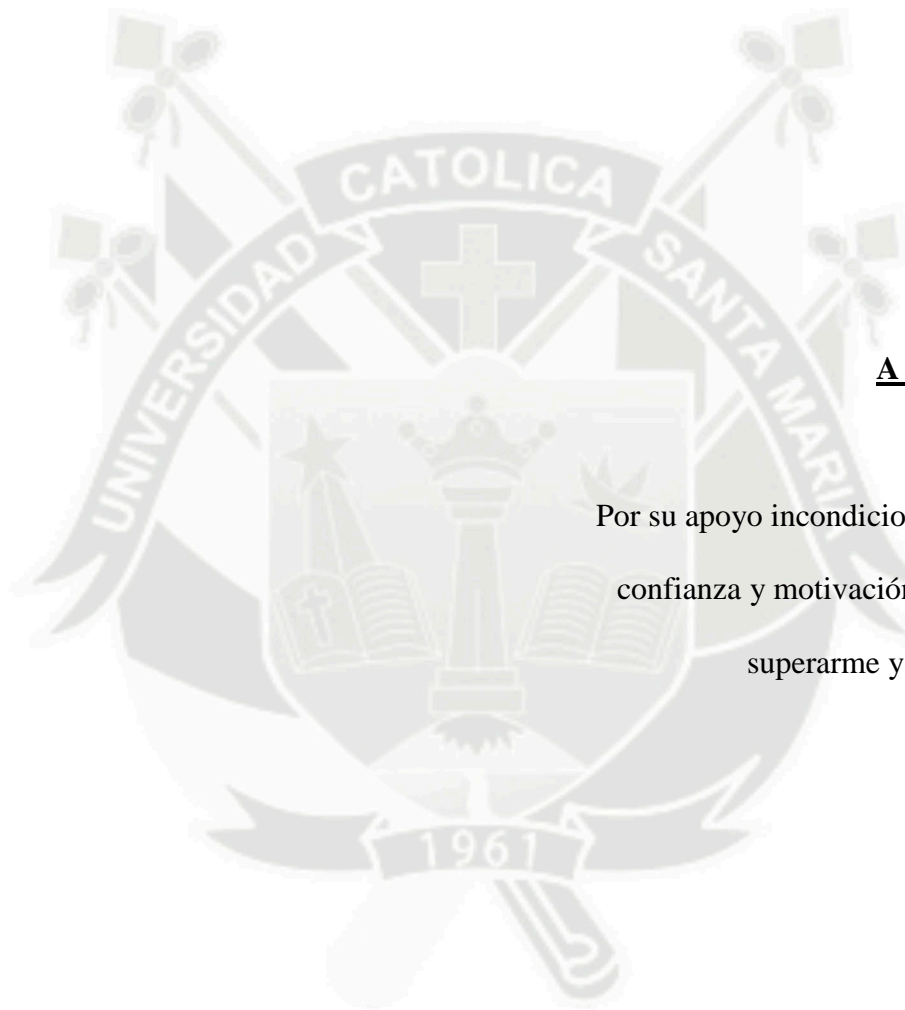 UNIVERSIDAD CATOLICA SANTA MARIA
A
Por su apoyo incondicio
confianza y motivación
superarme y
1961